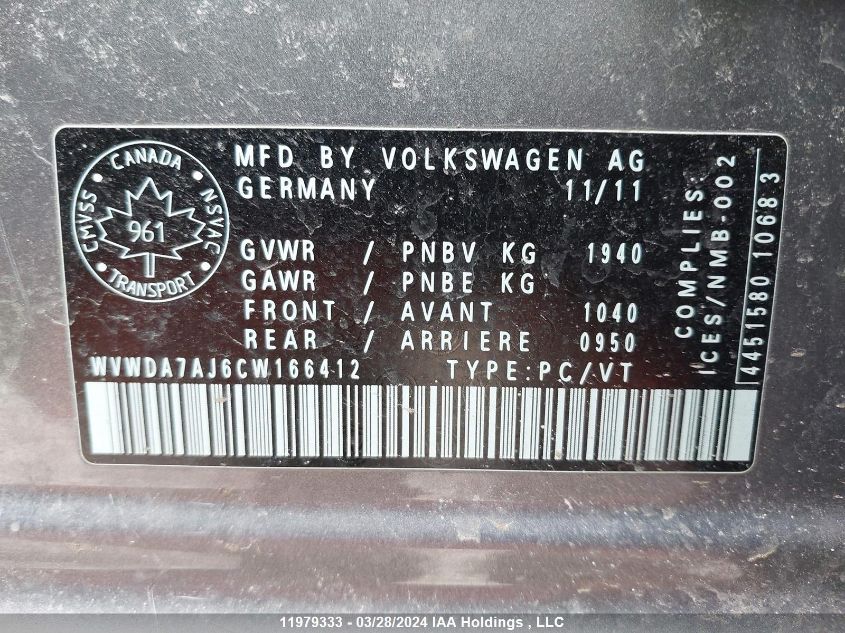 CANADA
CMVSS
NSVAC
961
TRANSPORT
MFD BY VOLKSWAGEN AG
GERMANY 11/11
GVWR / PNBV KG 1940
GAWR / PNBE KG
FRONT / AVANT 1040
REAR / ARRIERE 0950
WVWDA7AJ6CW166412 TYPE:PC/VT
COMPLIES:
ICES/NMB-002
4451580 10683
11979333 - 03/28/2024 IAA Holdings , LLC